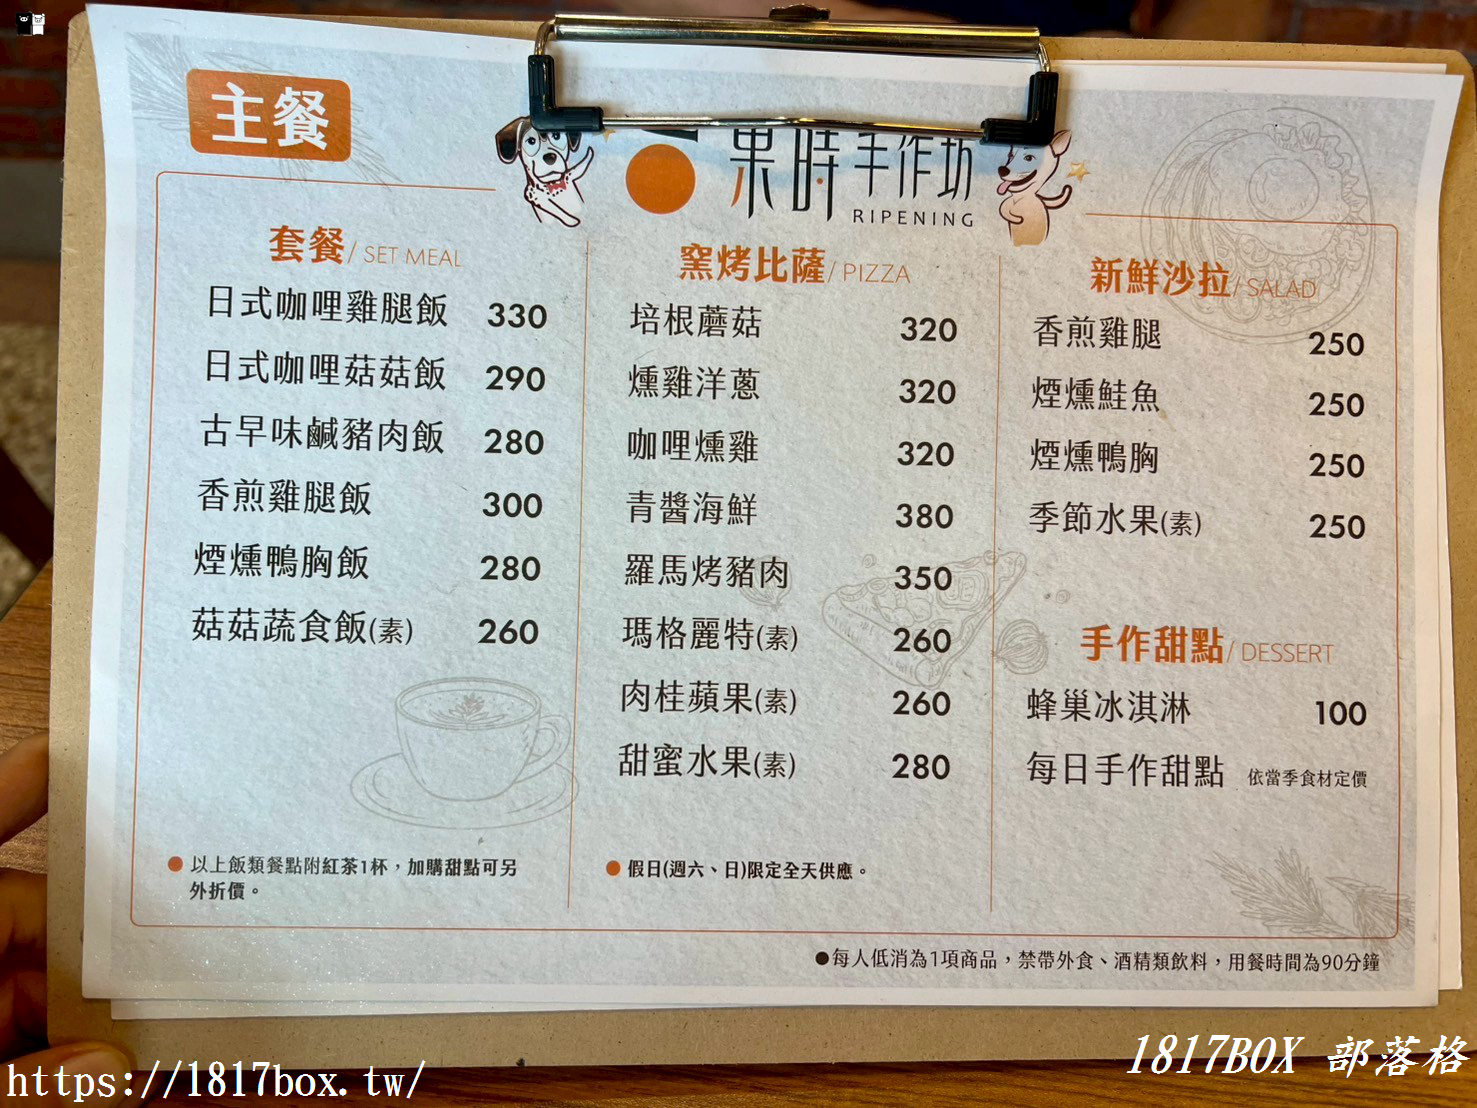 主餐
果時手作坊
RIPENING
套餐/ SET MEAL
日式咖哩雞腿飯 330
日式咖哩菇菇飯 290
古早味鹹豬肉飯 280
香煎雞腿飯 300
煙燻鴨胸飯 280
菇菇蔬食飯(素) 260
● 以上飯類餐點附紅茶1杯，加購甜點可另
外折價。
窯烤比薩/ PIZZA
培根蘑菇 320
燻雞洋蔥 320
咖哩燻雞 320
青醬海鮮 380
羅馬烤豬肉 350
瑪格麗特(素) 260
肉桂蘋果(素) 260
甜蜜水果(素) 280
● 假日(週六、日)限定全天供應。
新鮮沙拉/ SALAD
香煎雞腿 250
煙燻鮭魚 250
煙燻鴨胸 250
季節水果(素) 250
手作甜點/ DESSERT
蜂巢冰淇淋 100
每日手作甜點 依當季食材定價
●每人低消為1項商品，禁帶外食、酒精類飲料，用餐時間為90分鐘
1817BOX 部落格
https://1817box.tw/